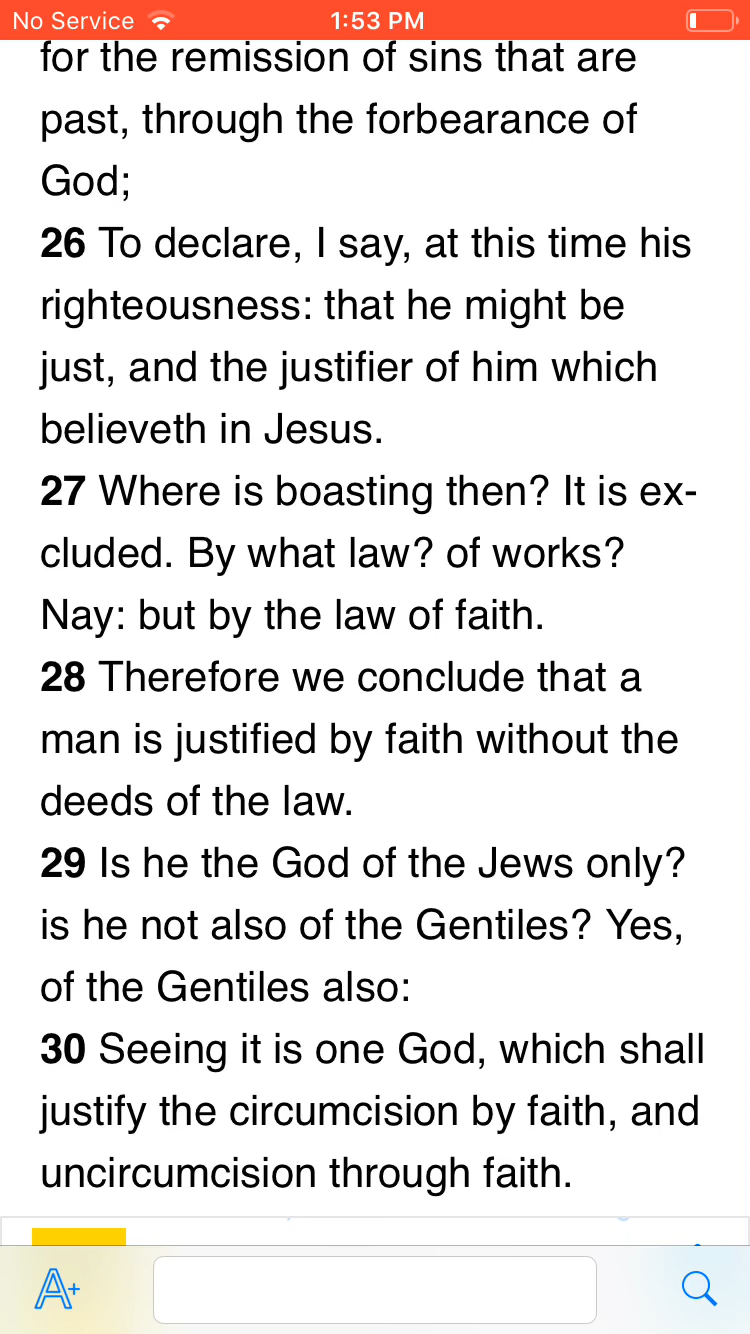 No Service 1:53 PM
for the remission of sins that are
past, through the forbearance of
God;
26 To declare, I say, at this time his
righteousness: that he might be
just, and the justifier of him which
believeth in Jesus.
27 Where is boasting then? It is ex-
cluded. By what law? of works?
Nay: but by the law of faith.
28 Therefore we conclude that a
man is justified by faith without the
deeds of the law.
29 Is he the God of the Jews only?
is he not also of the Gentiles? Yes,
of the Gentiles also:
30 Seeing it is one God, which shall
justify the circumcision by faith, and
uncircumcision through faith.
A+